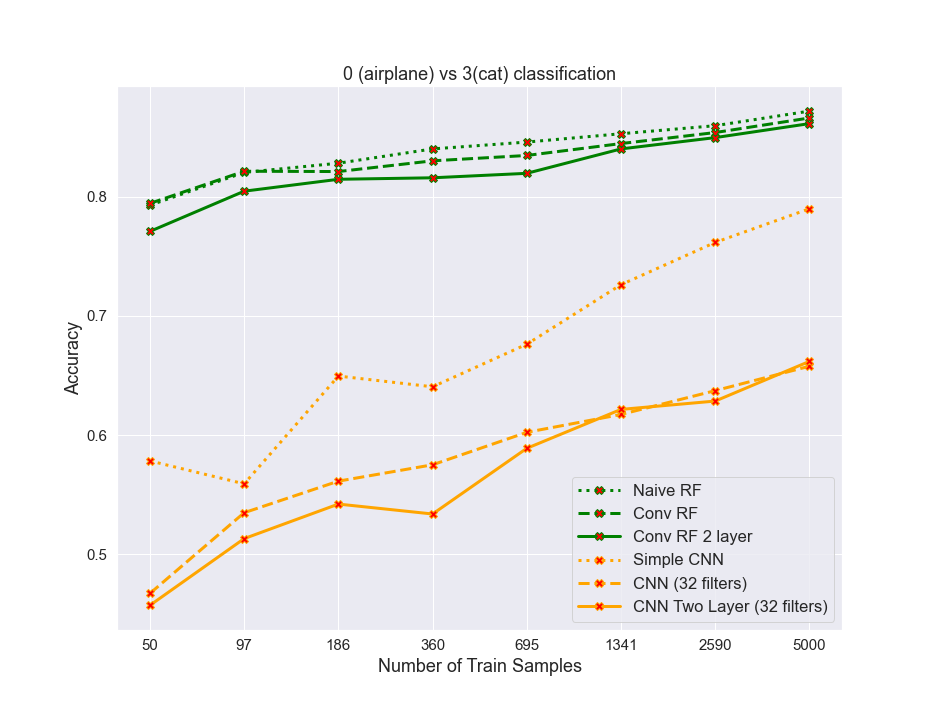 0 (airplane) vs 3(cat) classification
0.8
0.7
0.6
0.5
Accuracy
50 97 186 360 695 1341 2590 5000
Number of Train Samples
Naive RF
Conv RF
Conv RF 2 layer
Simple CNN
CNN (32 filters)
CNN Two Layer (32 filters)